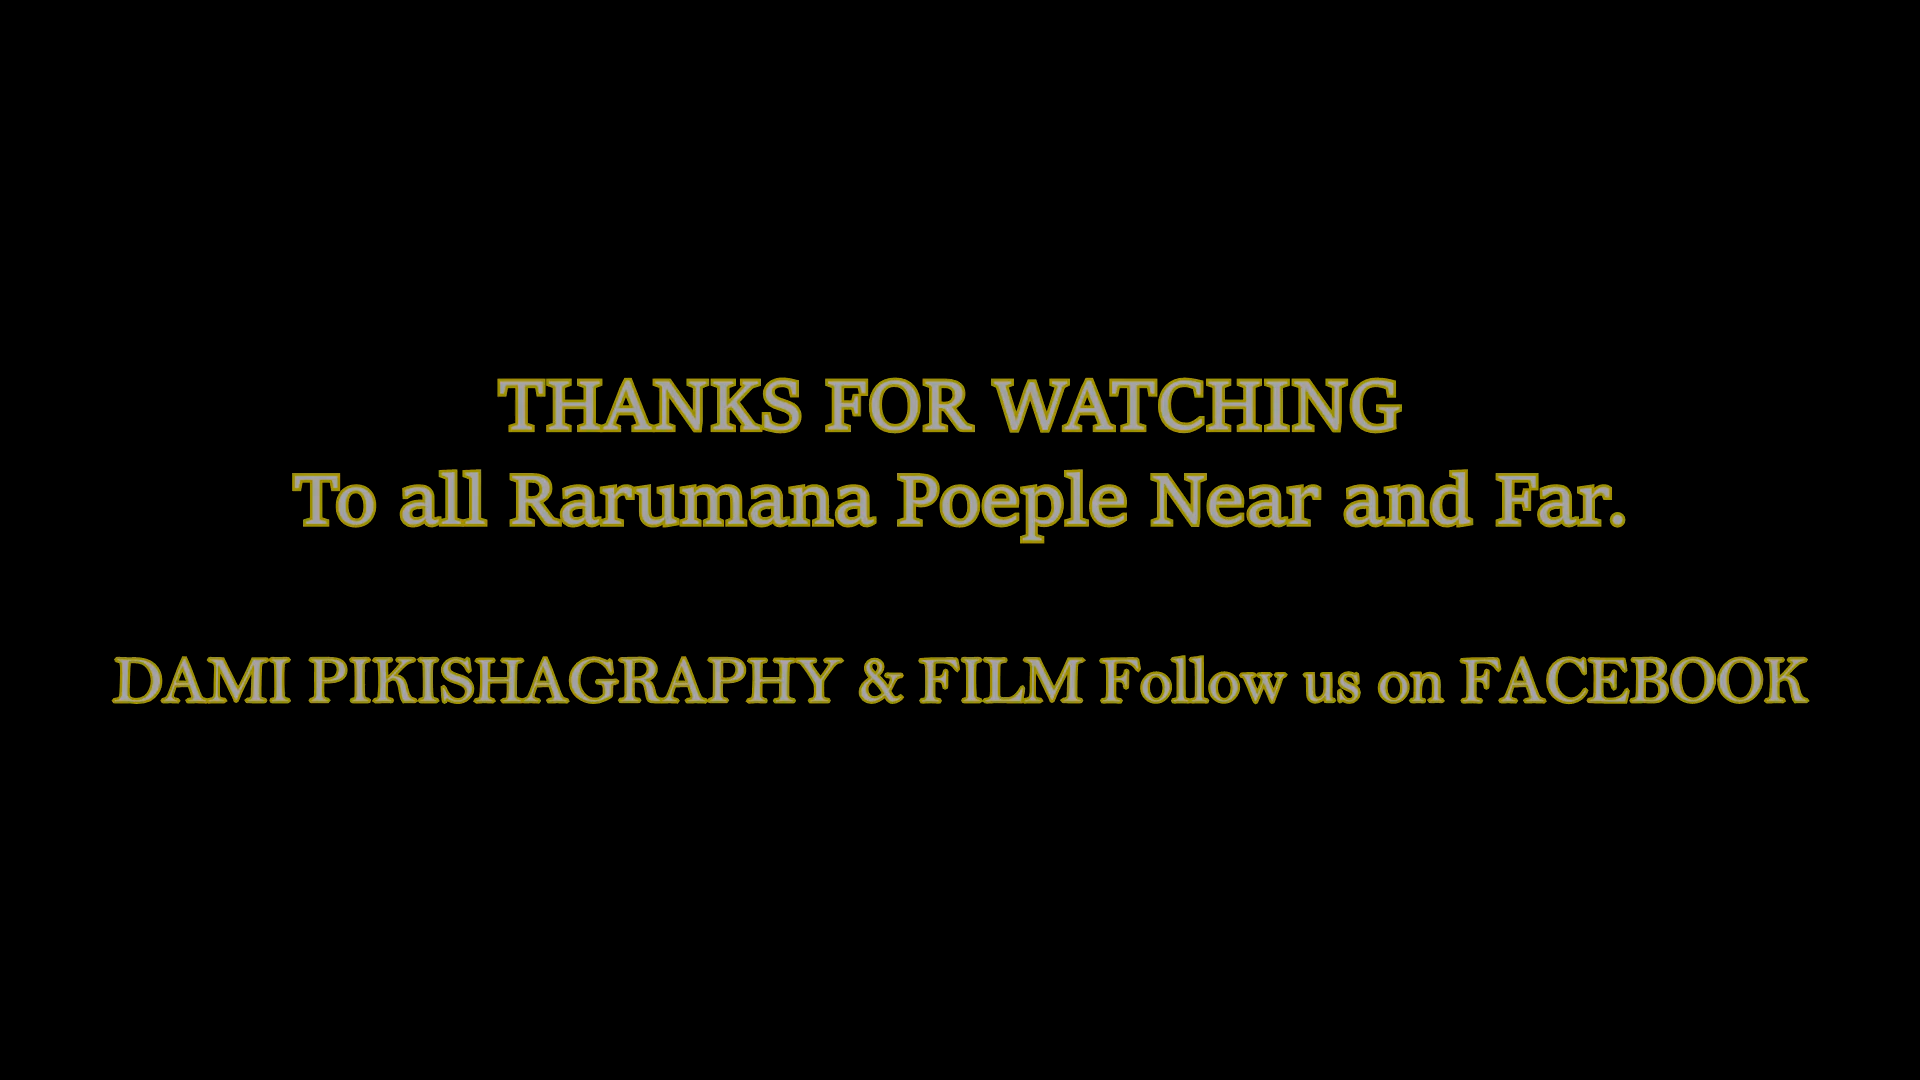 THANKS FOR WATCHING
To all Rarumana Poeple Near and Far.
DAMI PIKISHAGRAPHY & FILM Follow us on FACEBOOK